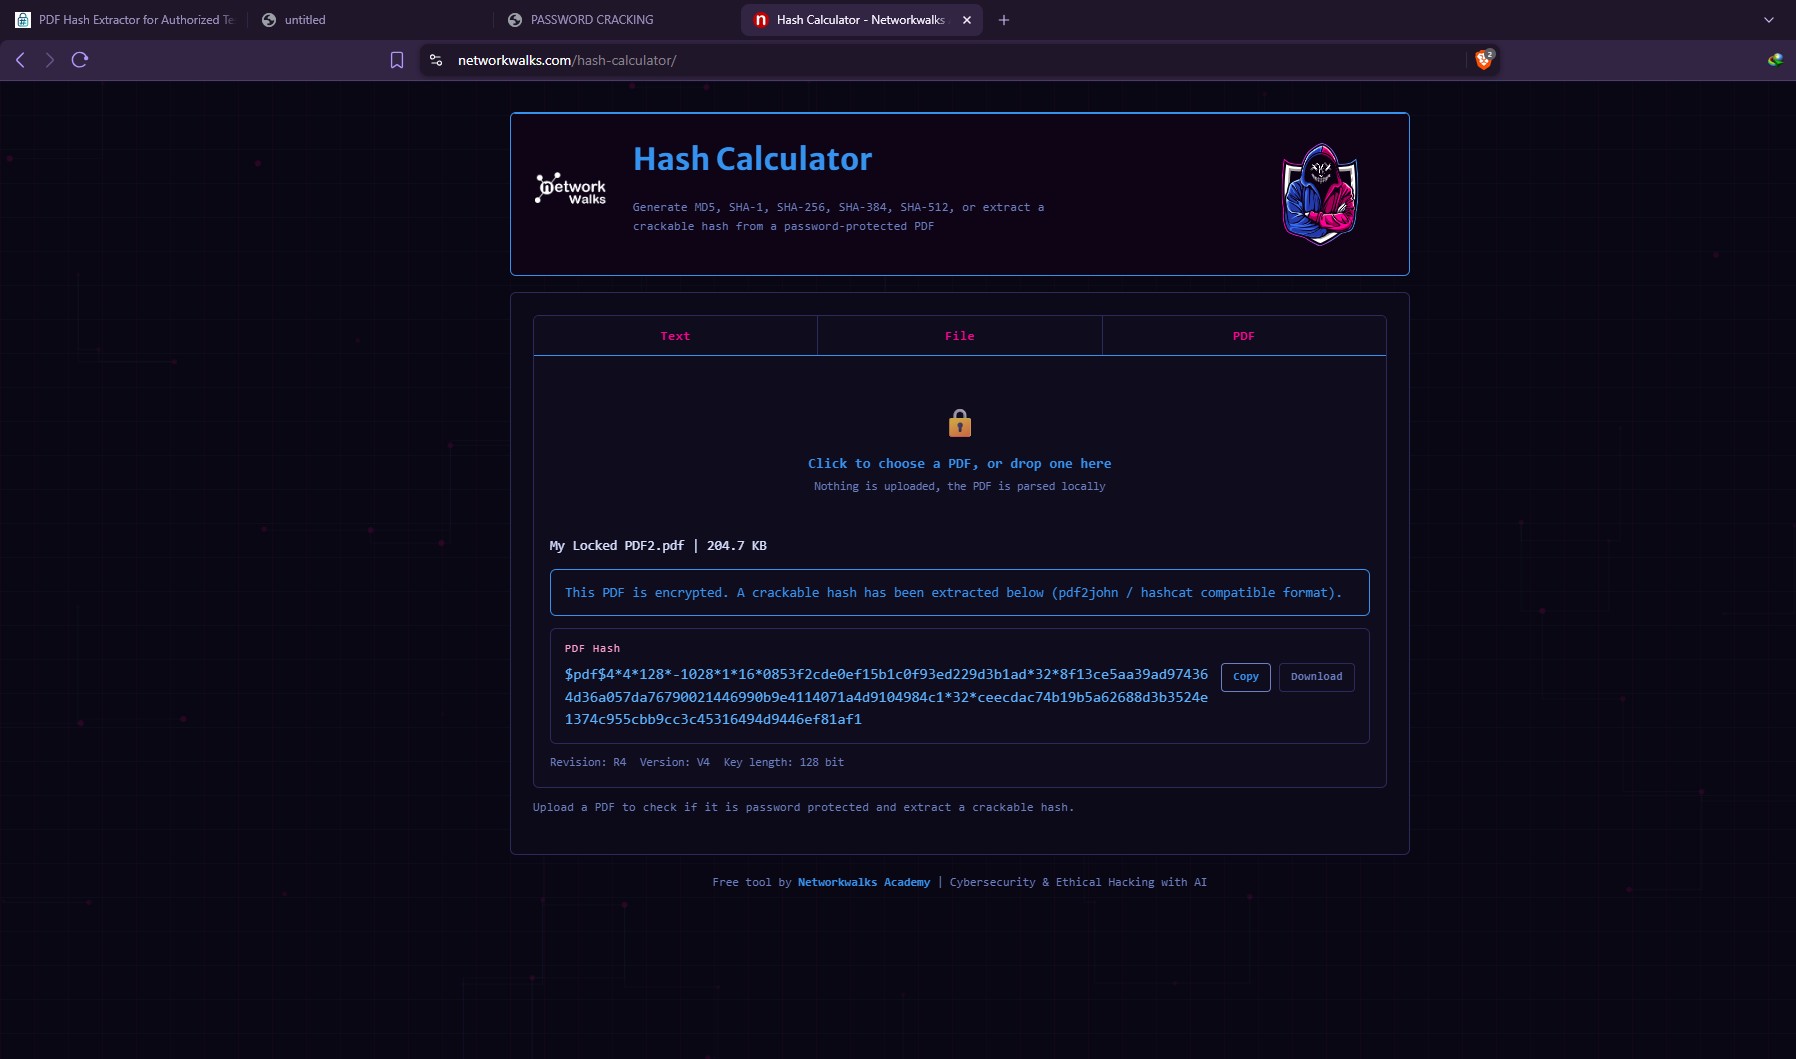 PDF Hash Extractor for Authorized Te
untitled
PASSWORD CRACKING
Hash Calculator - Networkwalks
networkwalks.com/hash-calculator/
2
network
Walks
Hash Calculator
Generate MD5, SHA-1, SHA-256, SHA-384, SHA-512, or extract a
crackable hash from a password-protected PDF
Text
File
PDF
Click to choose a PDF, or drop one here
Nothing is uploaded, the PDF is parsed locally
My Locked PDF2.pdf | 204.7 KB
This PDF is encrypted. A crackable hash has been extracted below (pdf2john / hashcat compatible format).
PDF Hash
$pdf$4*4*128*-1028*1*16*0853f2cde0ef15b1c0f93ed229d3b1ad*32*8f13ce5aa39ad97436
4d36a057da76790021446990b9e4114071a4d9104984c1*32*ceecdac74b19b5a62688d3b3524e
1374c955cbb9cc3c45316494d9446ef81af1
Copy
Download
Revision: R4 Version: V4 Key length: 128 bit
Upload a PDF to check if it is password protected and extract a crackable hash.
Free tool by Networkwalks Academy | Cybersecurity & Ethical Hacking with AI